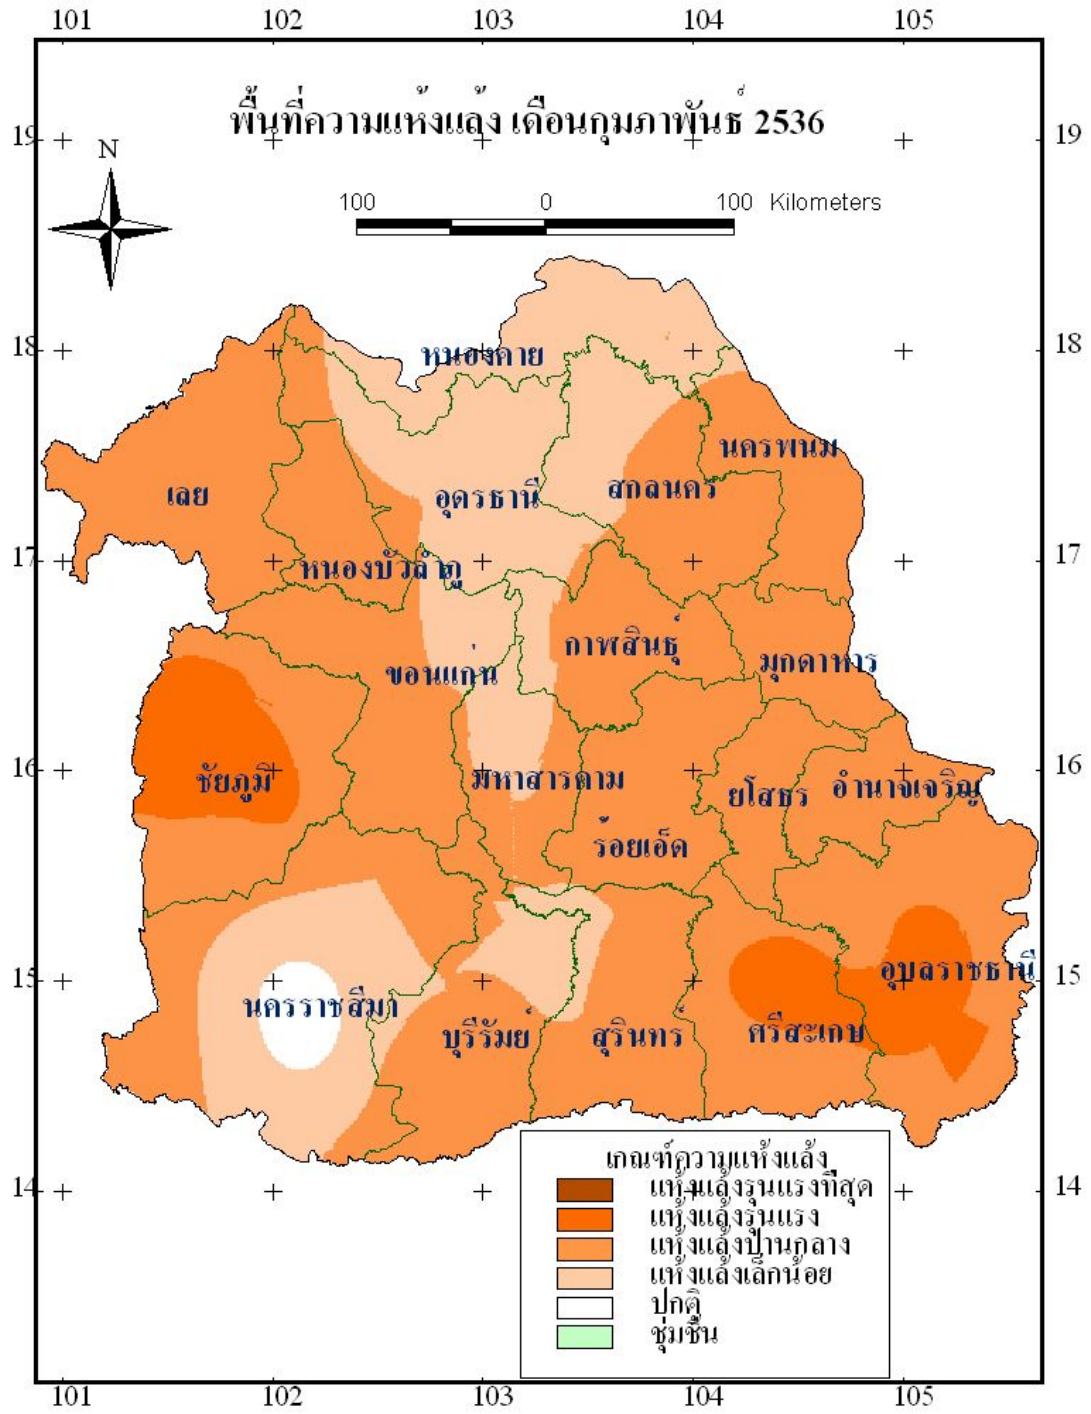 101 102 103 104 105
พื้นที่ความแห้งแล้ง เดือนกุมภาพันธ์ 2536
19 19
N
100 0 100 Kilometers
18 18
หนองคาย
นครพนม
เลย อุดรธานี สกลนคร
17 17
หนองบัวลำภู
กาฬสินธุ์
ขอนแก่น มุกดาหาร
16 16
ชัยภูมิ มหาสารคาม ยโสธร อำนาจเจริญ
ร้อยเอ็ด
15 15
อุบลราชธานี
นครราชสีมา
บุรีรัมย์ สุรินทร์ ศรีสะเกษ
เกณฑ์ความแห้งแล้ง
14 14
แห้งแล้งรุนแรงที่สุด
แห้งแล้งรุนแรง
แห้งแล้งปานกลาง
แห้งแล้งเล็กน้อย
ปกติ
ชุ่มชื้น
101 102 103 104 105